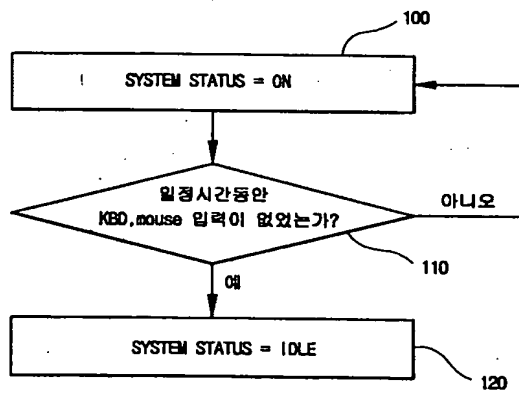 100
SYSTEM STATUS = ON
일정시간동안
KBD,mouse 입력이 없었는가?
아니오
110
예
SYSTEM STATUS = IDLE
120